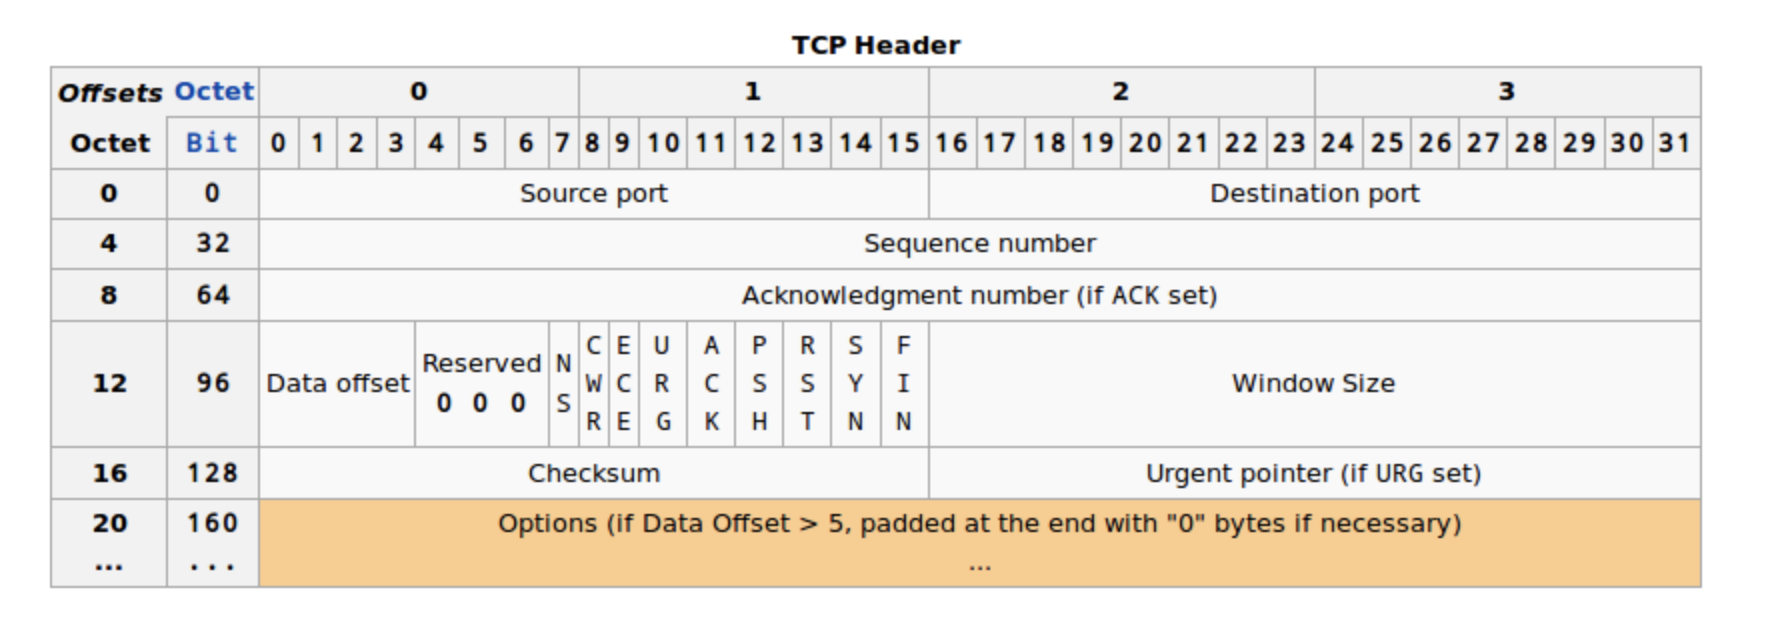 TCP Header
Offsets Octet 0 1 2 3
Octet Bit 0 1 2 3 4 5 6 7 8 9 10 11 12 13 14 15 16 17 18 19 20 21 22 23 24 25 26 27 28 29 30 31
0 0 Source port Destination port
4 32 Sequence number
8 64 Acknowledgment number (if ACK set)
12 96 Data offset Reserved 0 0 0 NS CWR ECE URG ACK PSH RST SYN FIN Window Size
16 128 Checksum Urgent pointer (if URG set)
20 160 Options (if Data Offset > 5, padded at the end with "0" bytes if necessary)
... ... ...